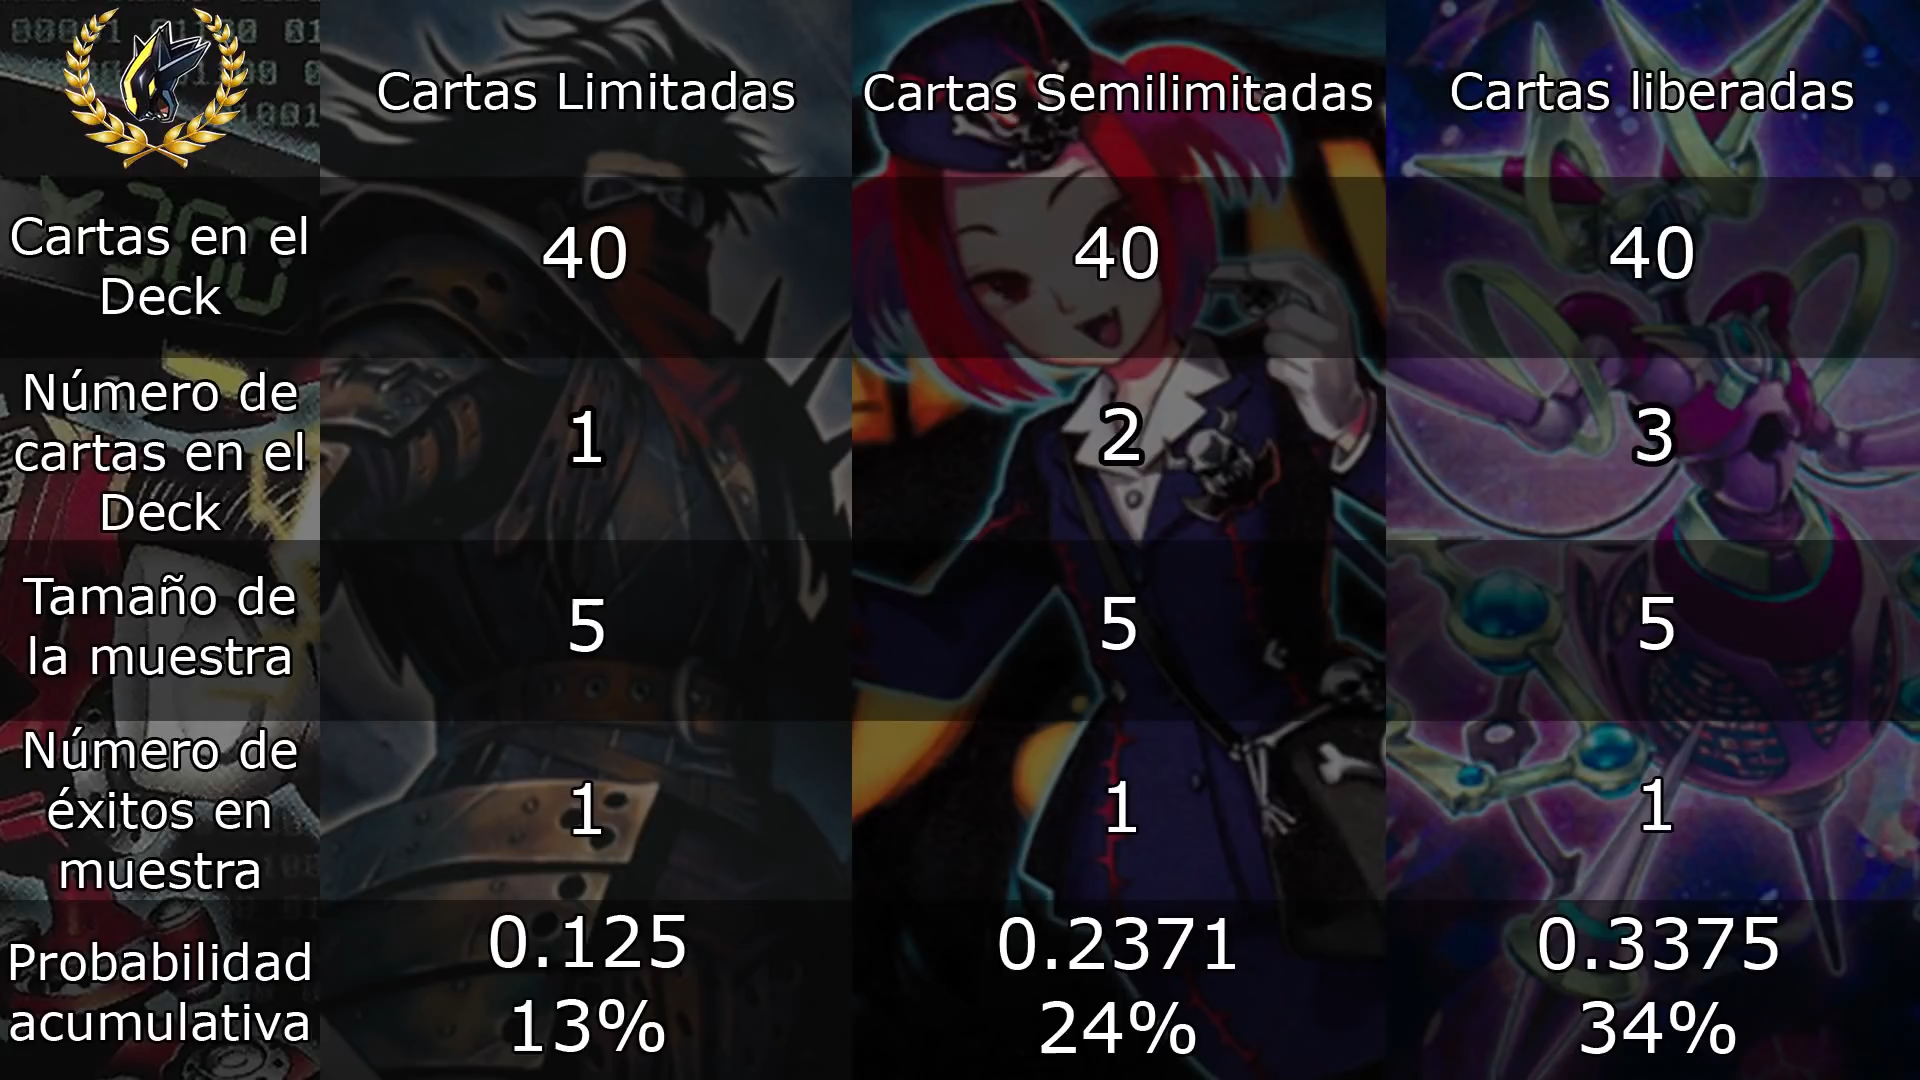 Cartas Limitadas
Cartas Semilimitadas
Cartas liberadas
Cartas en el
Deck
40
40
40
Número de
cartas en el
Deck
1
2
3
Tamaño de
la muestra
5
5
5
Número de
éxitos en
muestra
1
1
1
Probabilidad
acumulativa
0.125
13%
0.2371
24%
0.3375
34%